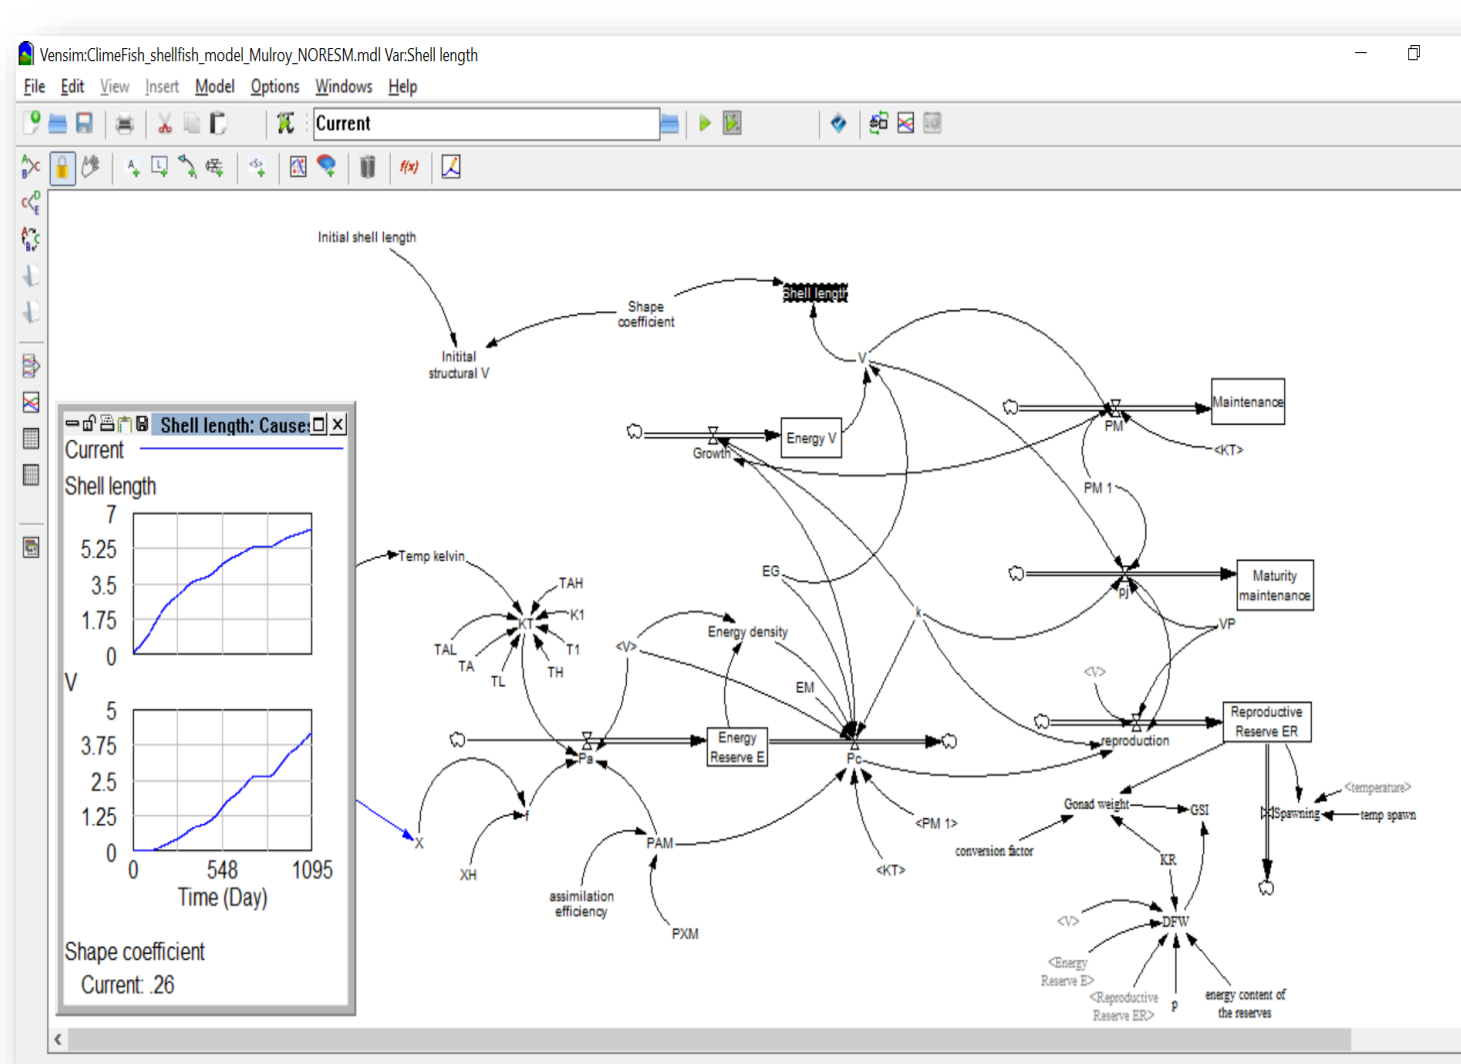 Vensim:ClimeFish_shellfish_model_Mulroy_NORESM.mdl Var:Shell length
File Edit View Insert Model Options Windows Help
Current
Initial shell length
Shape
coefficient
Shell length
Initital
structural V
V
Maintenance
PM
<KT>
Energy V
Growth
PM 1
Shell length: Causes
Current
Shell length
7
5.25
3.5
1.75
0
V
5
3.75
2.5
1.25
0
0 548 1095
Time (Day)
Shape coefficient
Current: .26
Temp kelvin
TAH
K1
KT
T1
TAL
TA
TL
TH
EG
<V>
Energy density
EM
k
pj
Maturity
maintenance
VP
<V>
Energy
Reserve E
Pa
Pc
reproduction
Reproductive
Reserve ER
X
f
XH
PAM
assimilation
efficiency
PXM
<PM 1>
<KT>
<temperature>
Spawning
temp spawn
Gonad weight
GSI
conversion factor
KR
<V>
DFW
<Energy
Reserve E>
<Reproductive
Reserve ER>
p
energy content of
the reserves